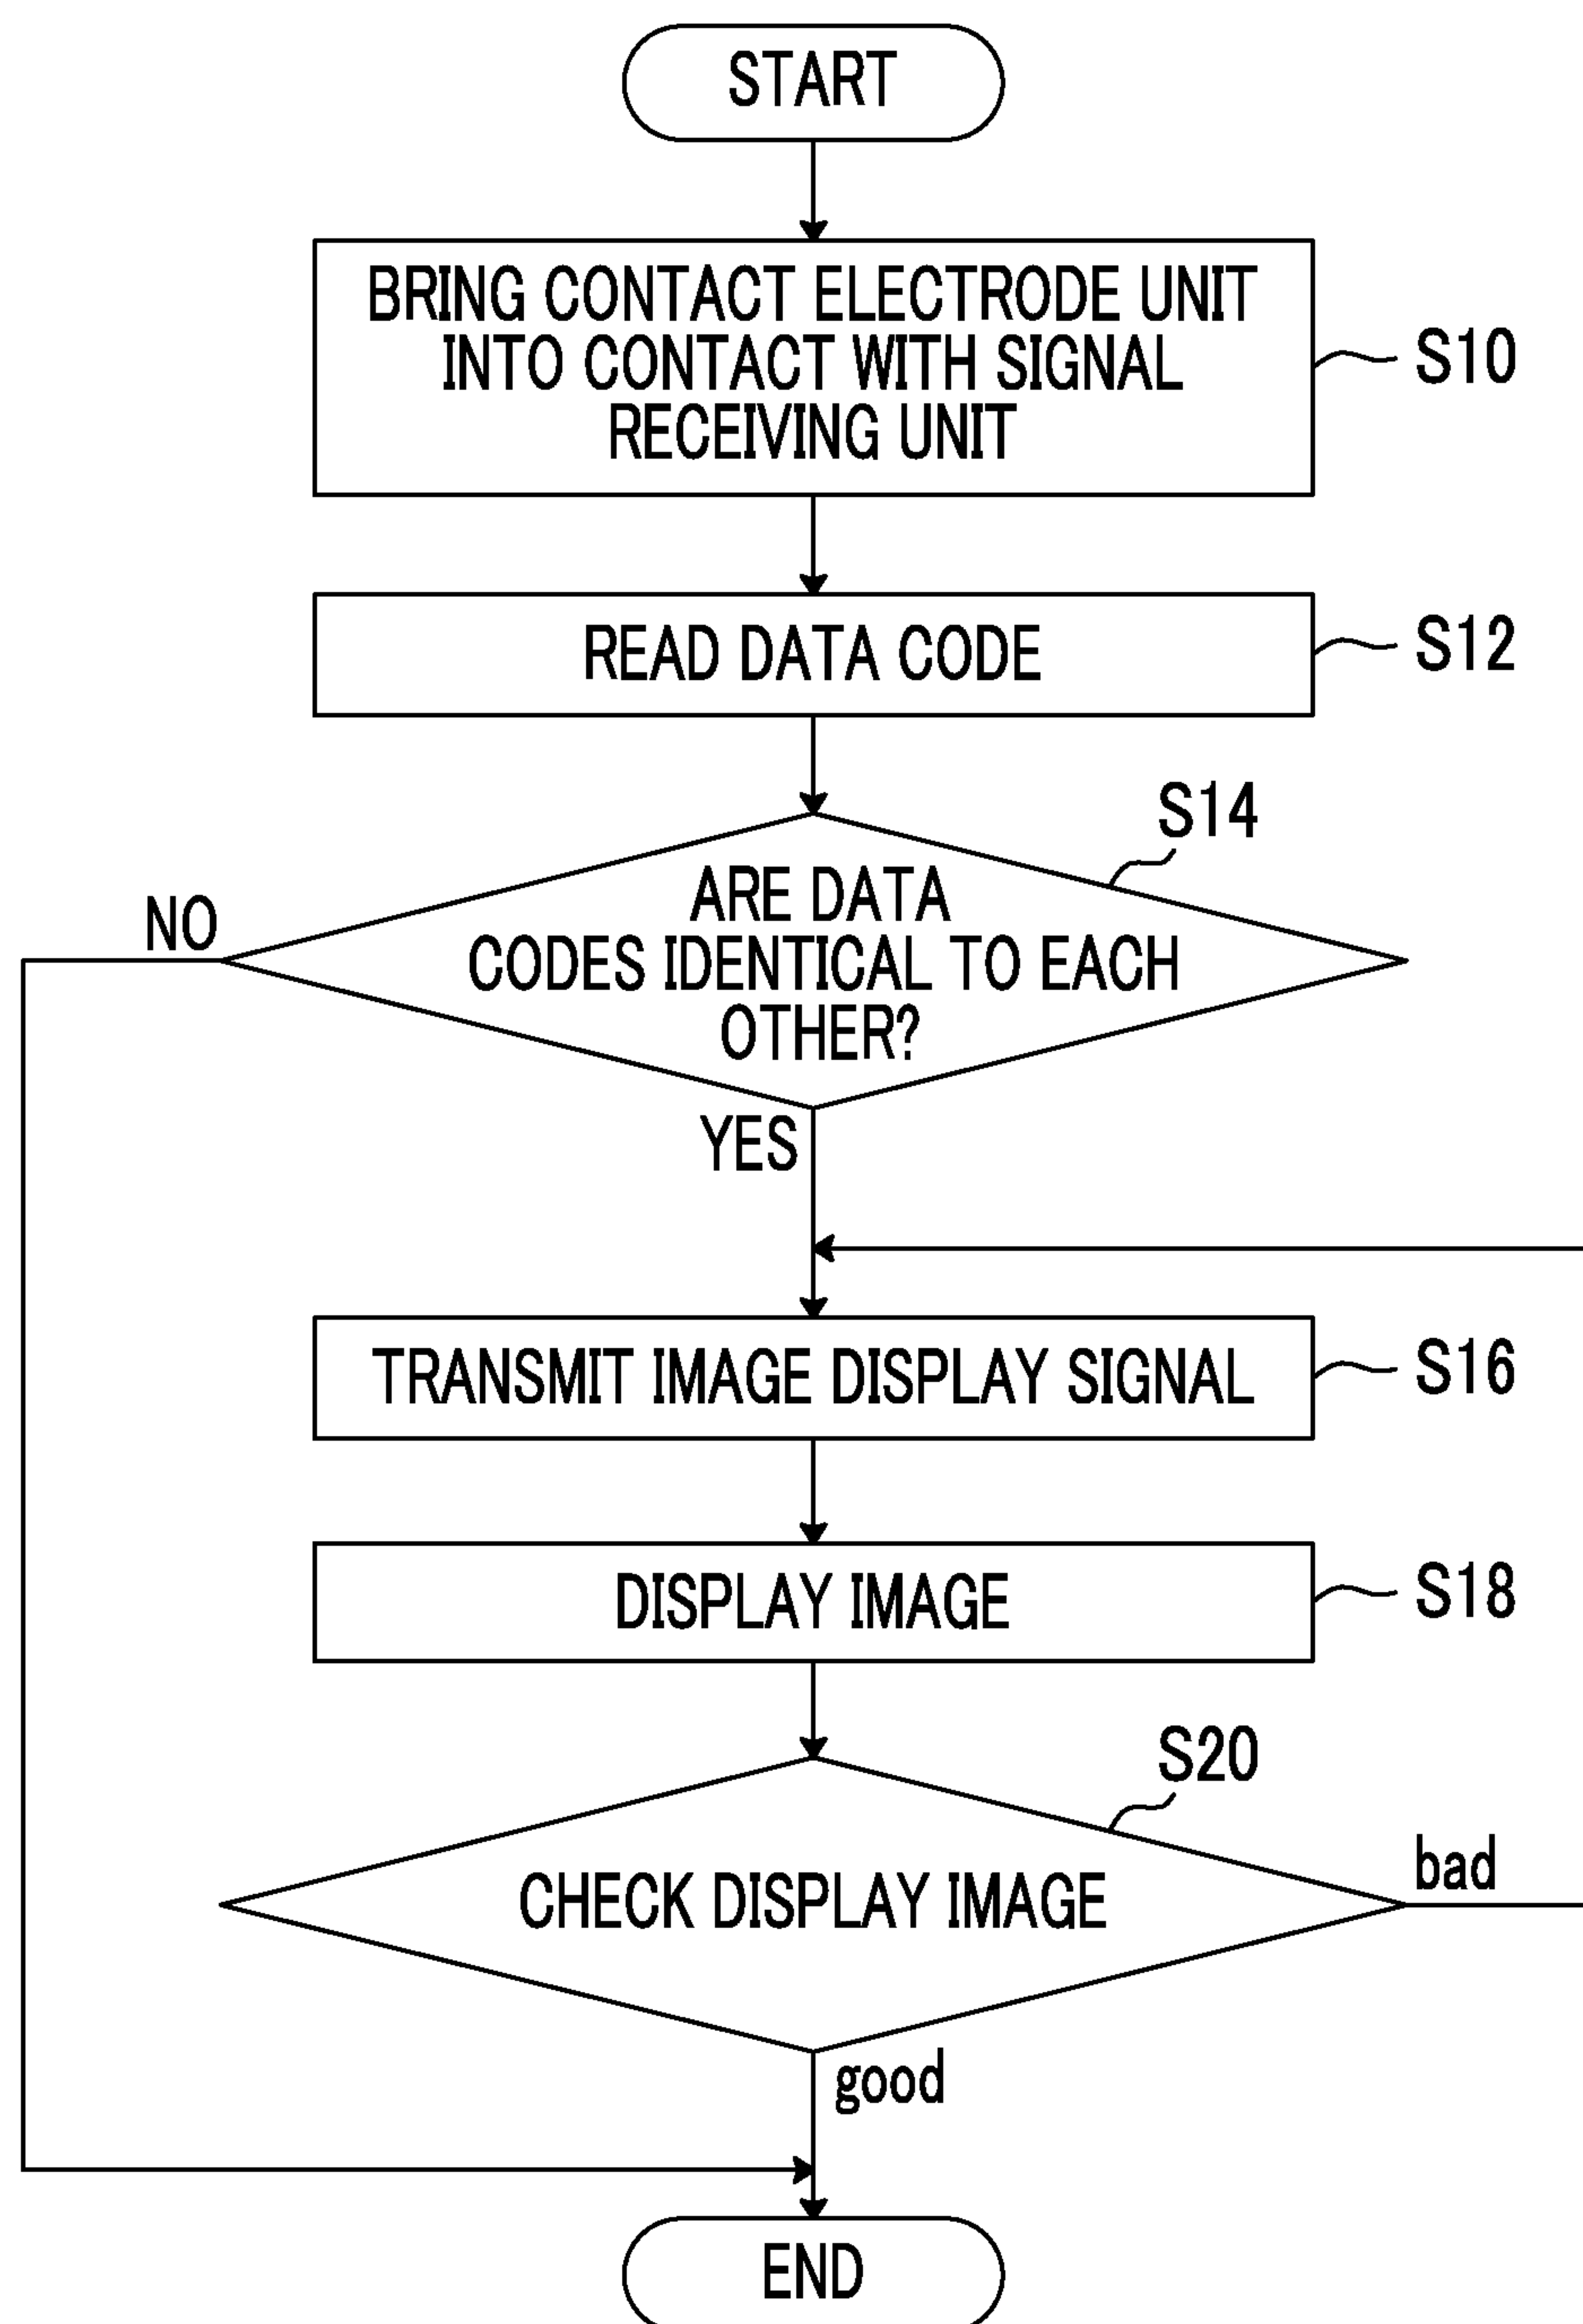 START
BRING CONTACT ELECTRODE UNIT
INTO CONTACT WITH SIGNAL
RECEIVING UNIT
S10
READ DATA CODE
S12
S14
ARE DATA
CODES IDENTICAL TO EACH
OTHER?
NO
YES
TRANSMIT IMAGE DISPLAY SIGNAL
S16
DISPLAY IMAGE
S18
S20
CHECK DISPLAY IMAGE
bad
good
END